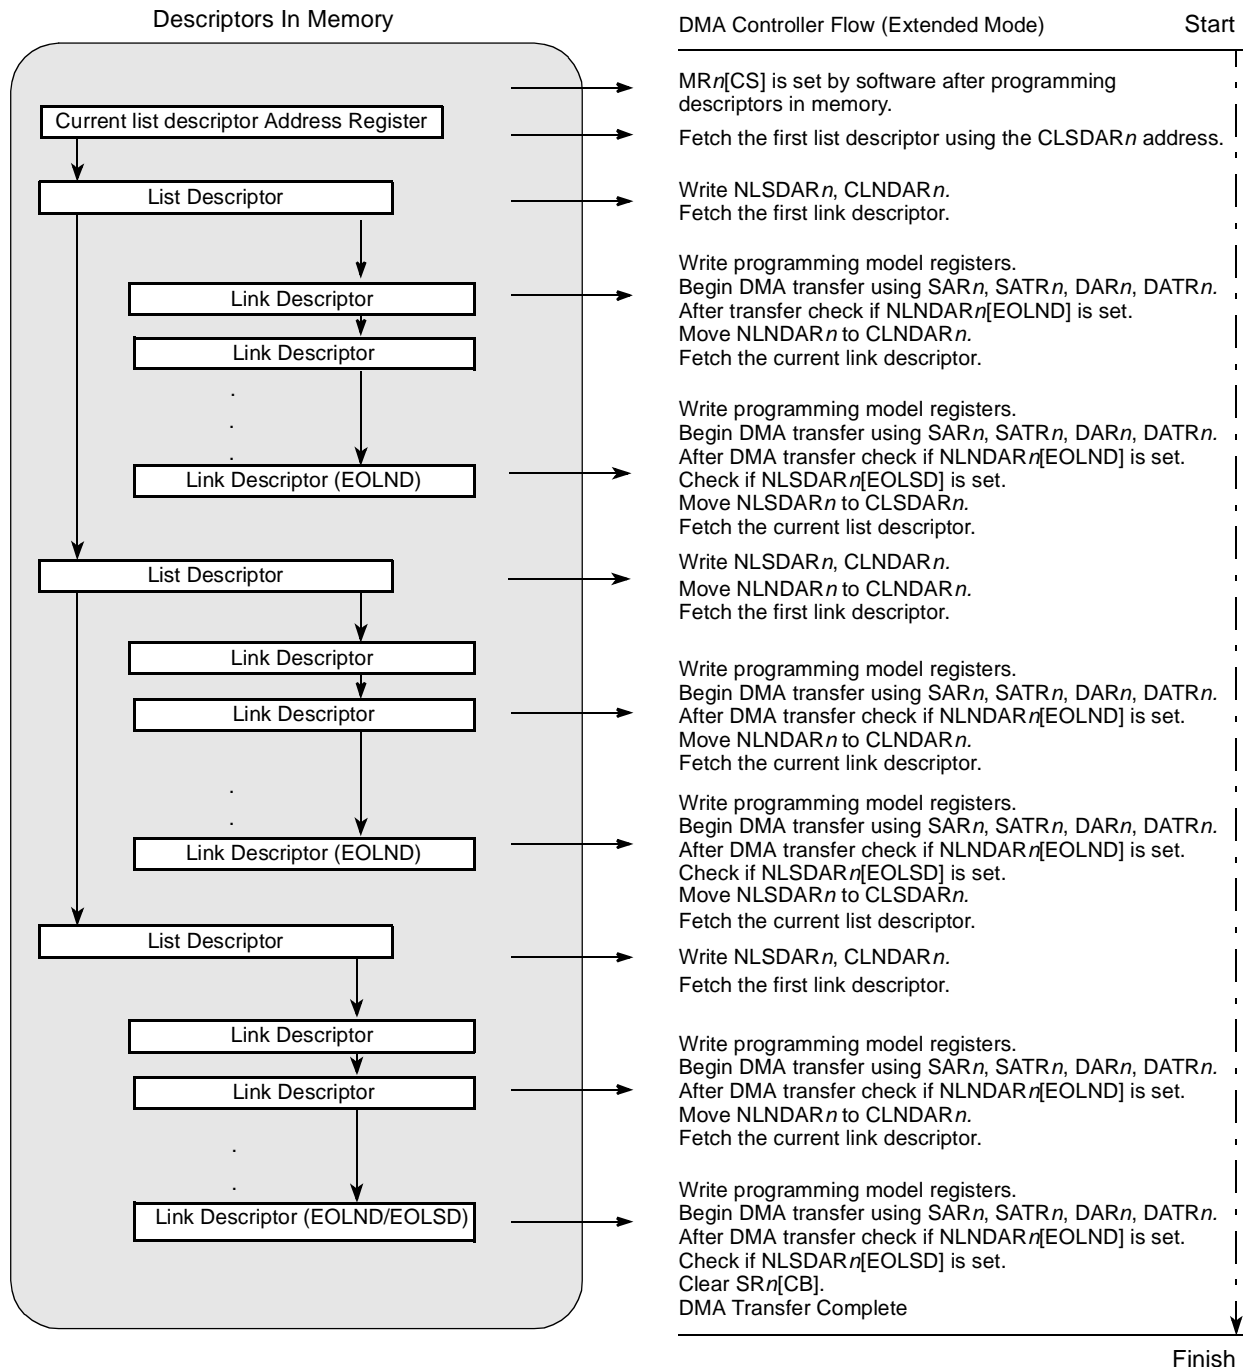 Descriptors In Memory
Current list descriptor Address Register
List Descriptor
Link Descriptor
Link Descriptor
.
.
.
Link Descriptor (EOLND)
List Descriptor
Link Descriptor
Link Descriptor
.
.
Link Descriptor (EOLND)
List Descriptor
Link Descriptor
Link Descriptor
.
.
Link Descriptor (EOLND/EOLSD)
DMA Controller Flow (Extended Mode)
Start
MRn[CS] is set by software after programming
descriptors in memory.
Fetch the first list descriptor using the CLSDARn address.
Write NLSDARn, CLNDARn.
Fetch the first link descriptor.
Write programming model registers.
Begin DMA transfer using SARn, SATRn, DARn, DATRn.
After transfer check if NLNDARn[EOLND] is set.
Move NLNDARn to CLNDARn.
Fetch the current link descriptor.
Write programming model registers.
Begin DMA transfer using SARn, SATRn, DARn, DATRn.
After DMA transfer check if NLNDARn[EOLND] is set.
Check if NLSDARn[EOLSD] is set.
Move NLSDARn to CLSDARn.
Fetch the current list descriptor.
Write NLSDARn, CLNDARn.
Move NLNDARn to CLNDARn.
Fetch the first link descriptor.
Write programming model registers.
Begin DMA transfer using SARn, SATRn, DARn, DATRn.
After DMA transfer check if NLNDARn[EOLND] is set.
Move NLNDARn to CLNDARn.
Fetch the current link descriptor.
Write programming model registers.
Begin DMA transfer using SARn, SATRn, DARn, DATRn.
After DMA transfer check if NLNDARn[EOLND] is set.
Check if NLSDARn[EOLSD] is set.
Move NLSDARn to CLSDARn.
Fetch the current list descriptor.
Write NLSDARn, CLNDARn.
Fetch the first link descriptor.
Write programming model registers.
Begin DMA transfer using SARn, SATRn, DARn, DATRn.
After DMA transfer check if NLNDARn[EOLND] is set.
Move NLNDARn to CLNDARn.
Fetch the current link descriptor.
Write programming model registers.
Begin DMA transfer using SARn, SATRn, DARn, DATRn.
After DMA transfer check if NLNDARn[EOLND] is set.
Check if NLSDARn[EOLSD] is set.
Clear SRn[CB].
DMA Transfer Complete
Finish